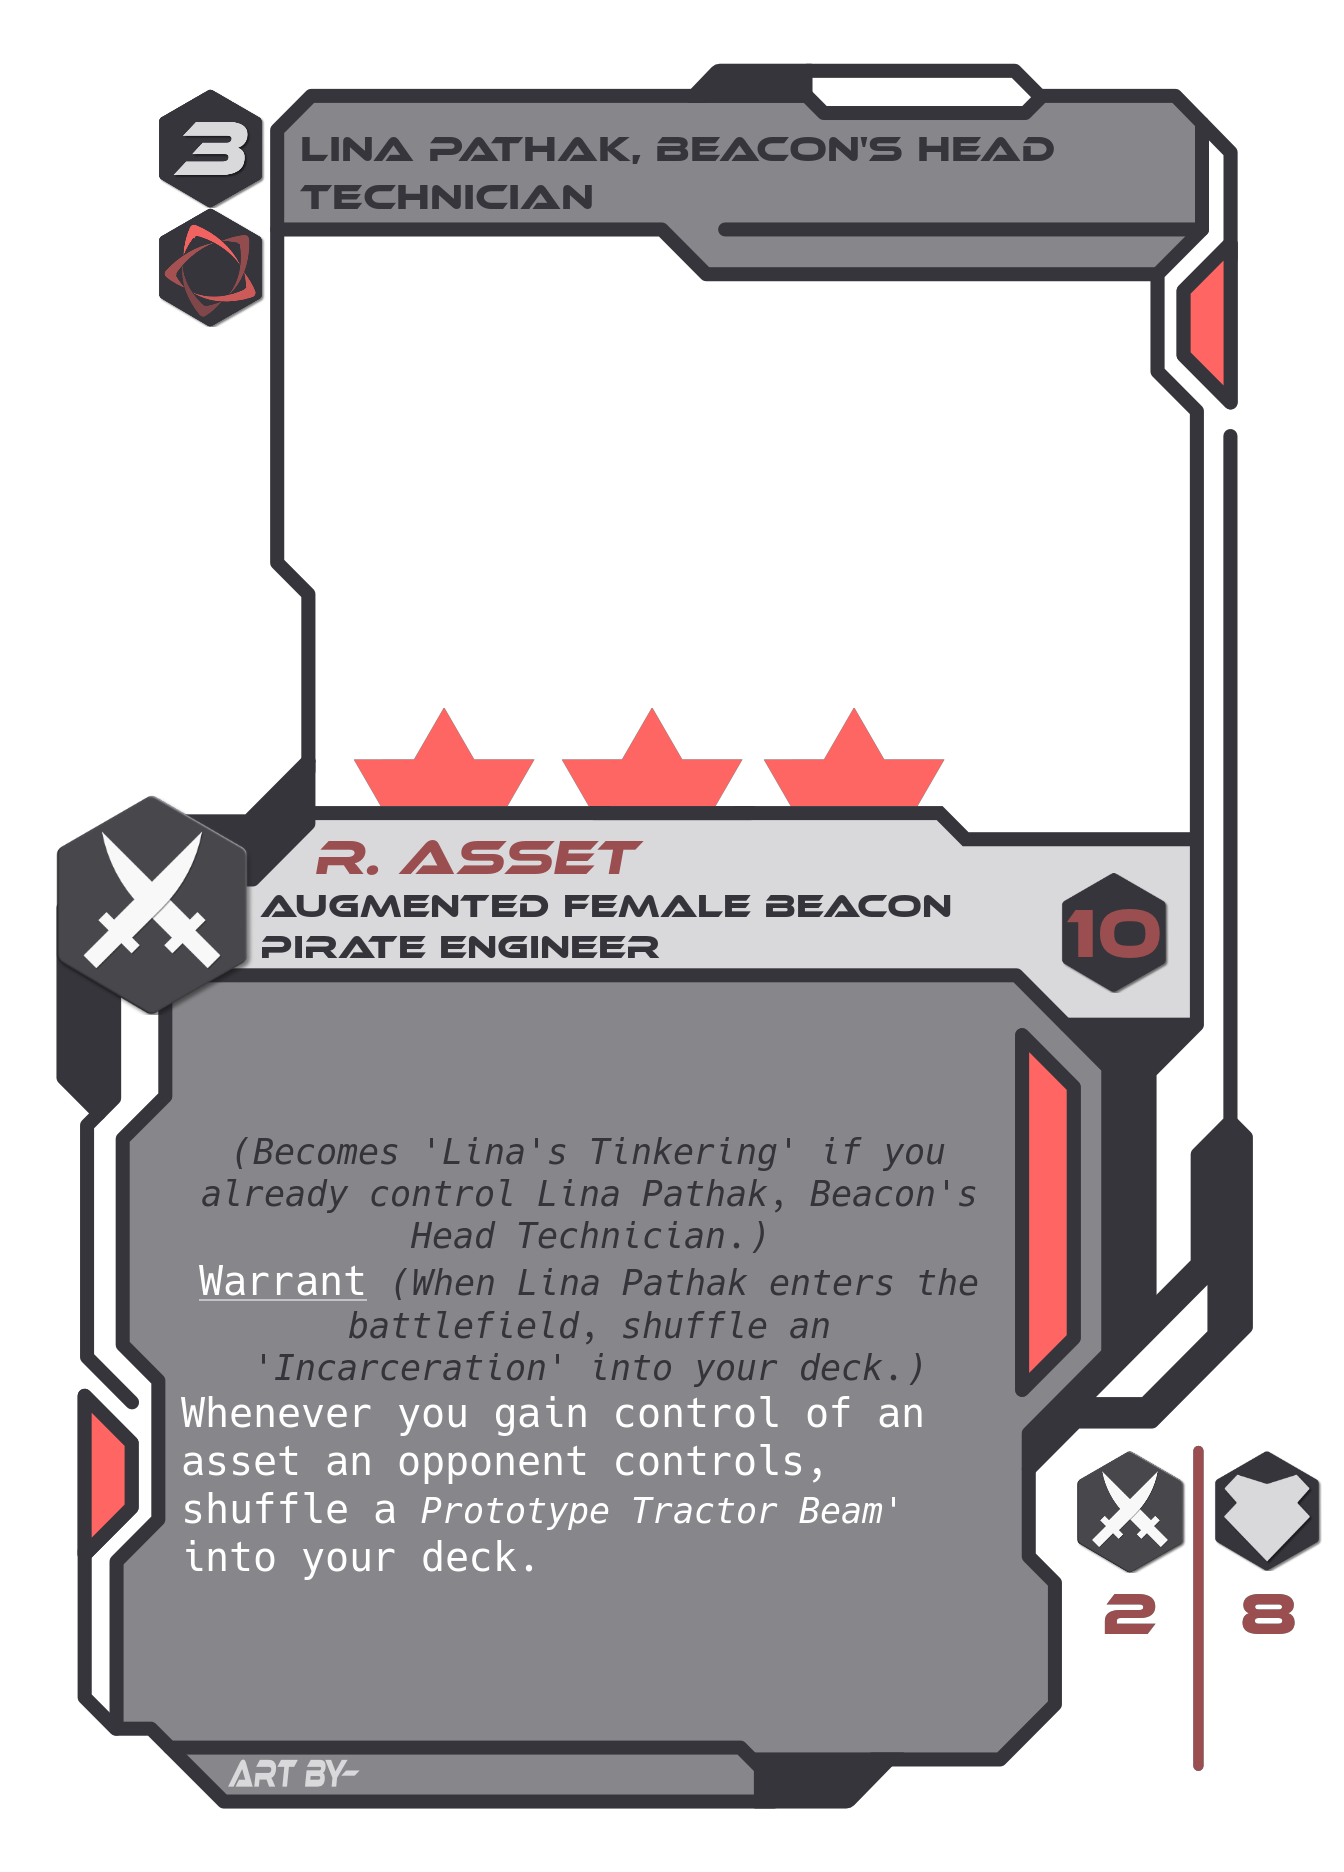 3
LINA PATHAK, BEACON'S HEAD
TECHNICIAN
R. ASSET
AUGMENTED FEMALE BEACON
PIRATE ENGINEER
10
(Becomes 'Lina's Tinkering' if you
already control Lina Pathak, Beacon's
Head Technician.)
Warrant (When Lina Pathak enters the
battlefield, shuffle an
'Incarceration' into your deck.)
Whenever you gain control of an
asset an opponent controls,
shuffle a Prototype Tractor Beam'
into your deck.
2
8
ART BY-